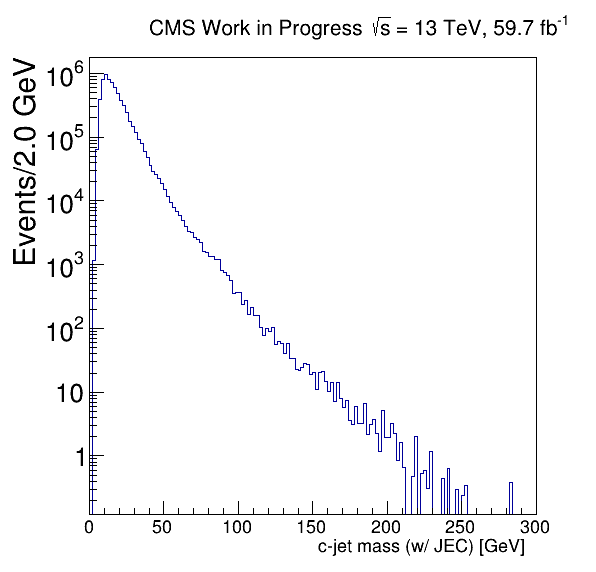 CMS Work in Progress √s = 13 TeV, 59.7 fb⁻¹
Events/2.0 GeV
10⁶
10⁵
10⁴
10³
10²
10
1
0 50 100 150 200 250 300
c-jet mass (w/ JEC) [GeV]